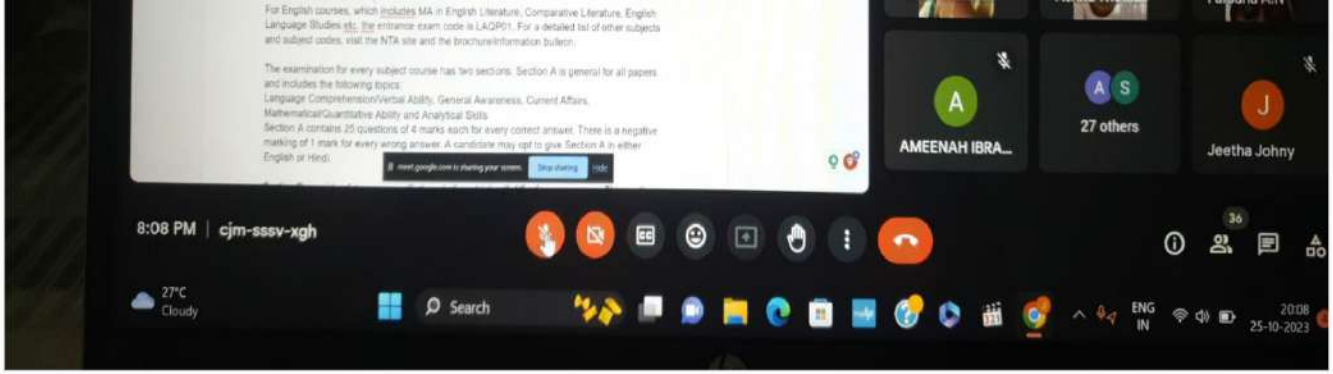 For English courses, which includes MA in English Literature, Comparative Literature, English
Language Studies etc, the entrance exam code is LAQP01. For a detailed list of other subjects
and subject codes, visit the NTA site and the brochure/information bulletin.
The examination for every subject course has two sections. Section A is general for all papers
and includes the following topics:
Language Comprehension/Verbal Ability, General Awareness, Current Affairs,
Mathematical/Quantitative Ability and Analytical Skills
Section A contains 25 questions of 4 marks each for every correct answer. There is a negative
marking of 1 mark for every wrong answer. A candidate may opt to give Section A in either
English or Hindi.
meet.google.com is sharing your screen. Stop sharing Hide
A
AMEENAH IBRA...
A S
27 others
J
Jeetha Johny
8:08 PM | cjm-sssv-xgh
CC
36
27°C
Cloudy
Search
321
ENG
IN
20:08
25-10-2023